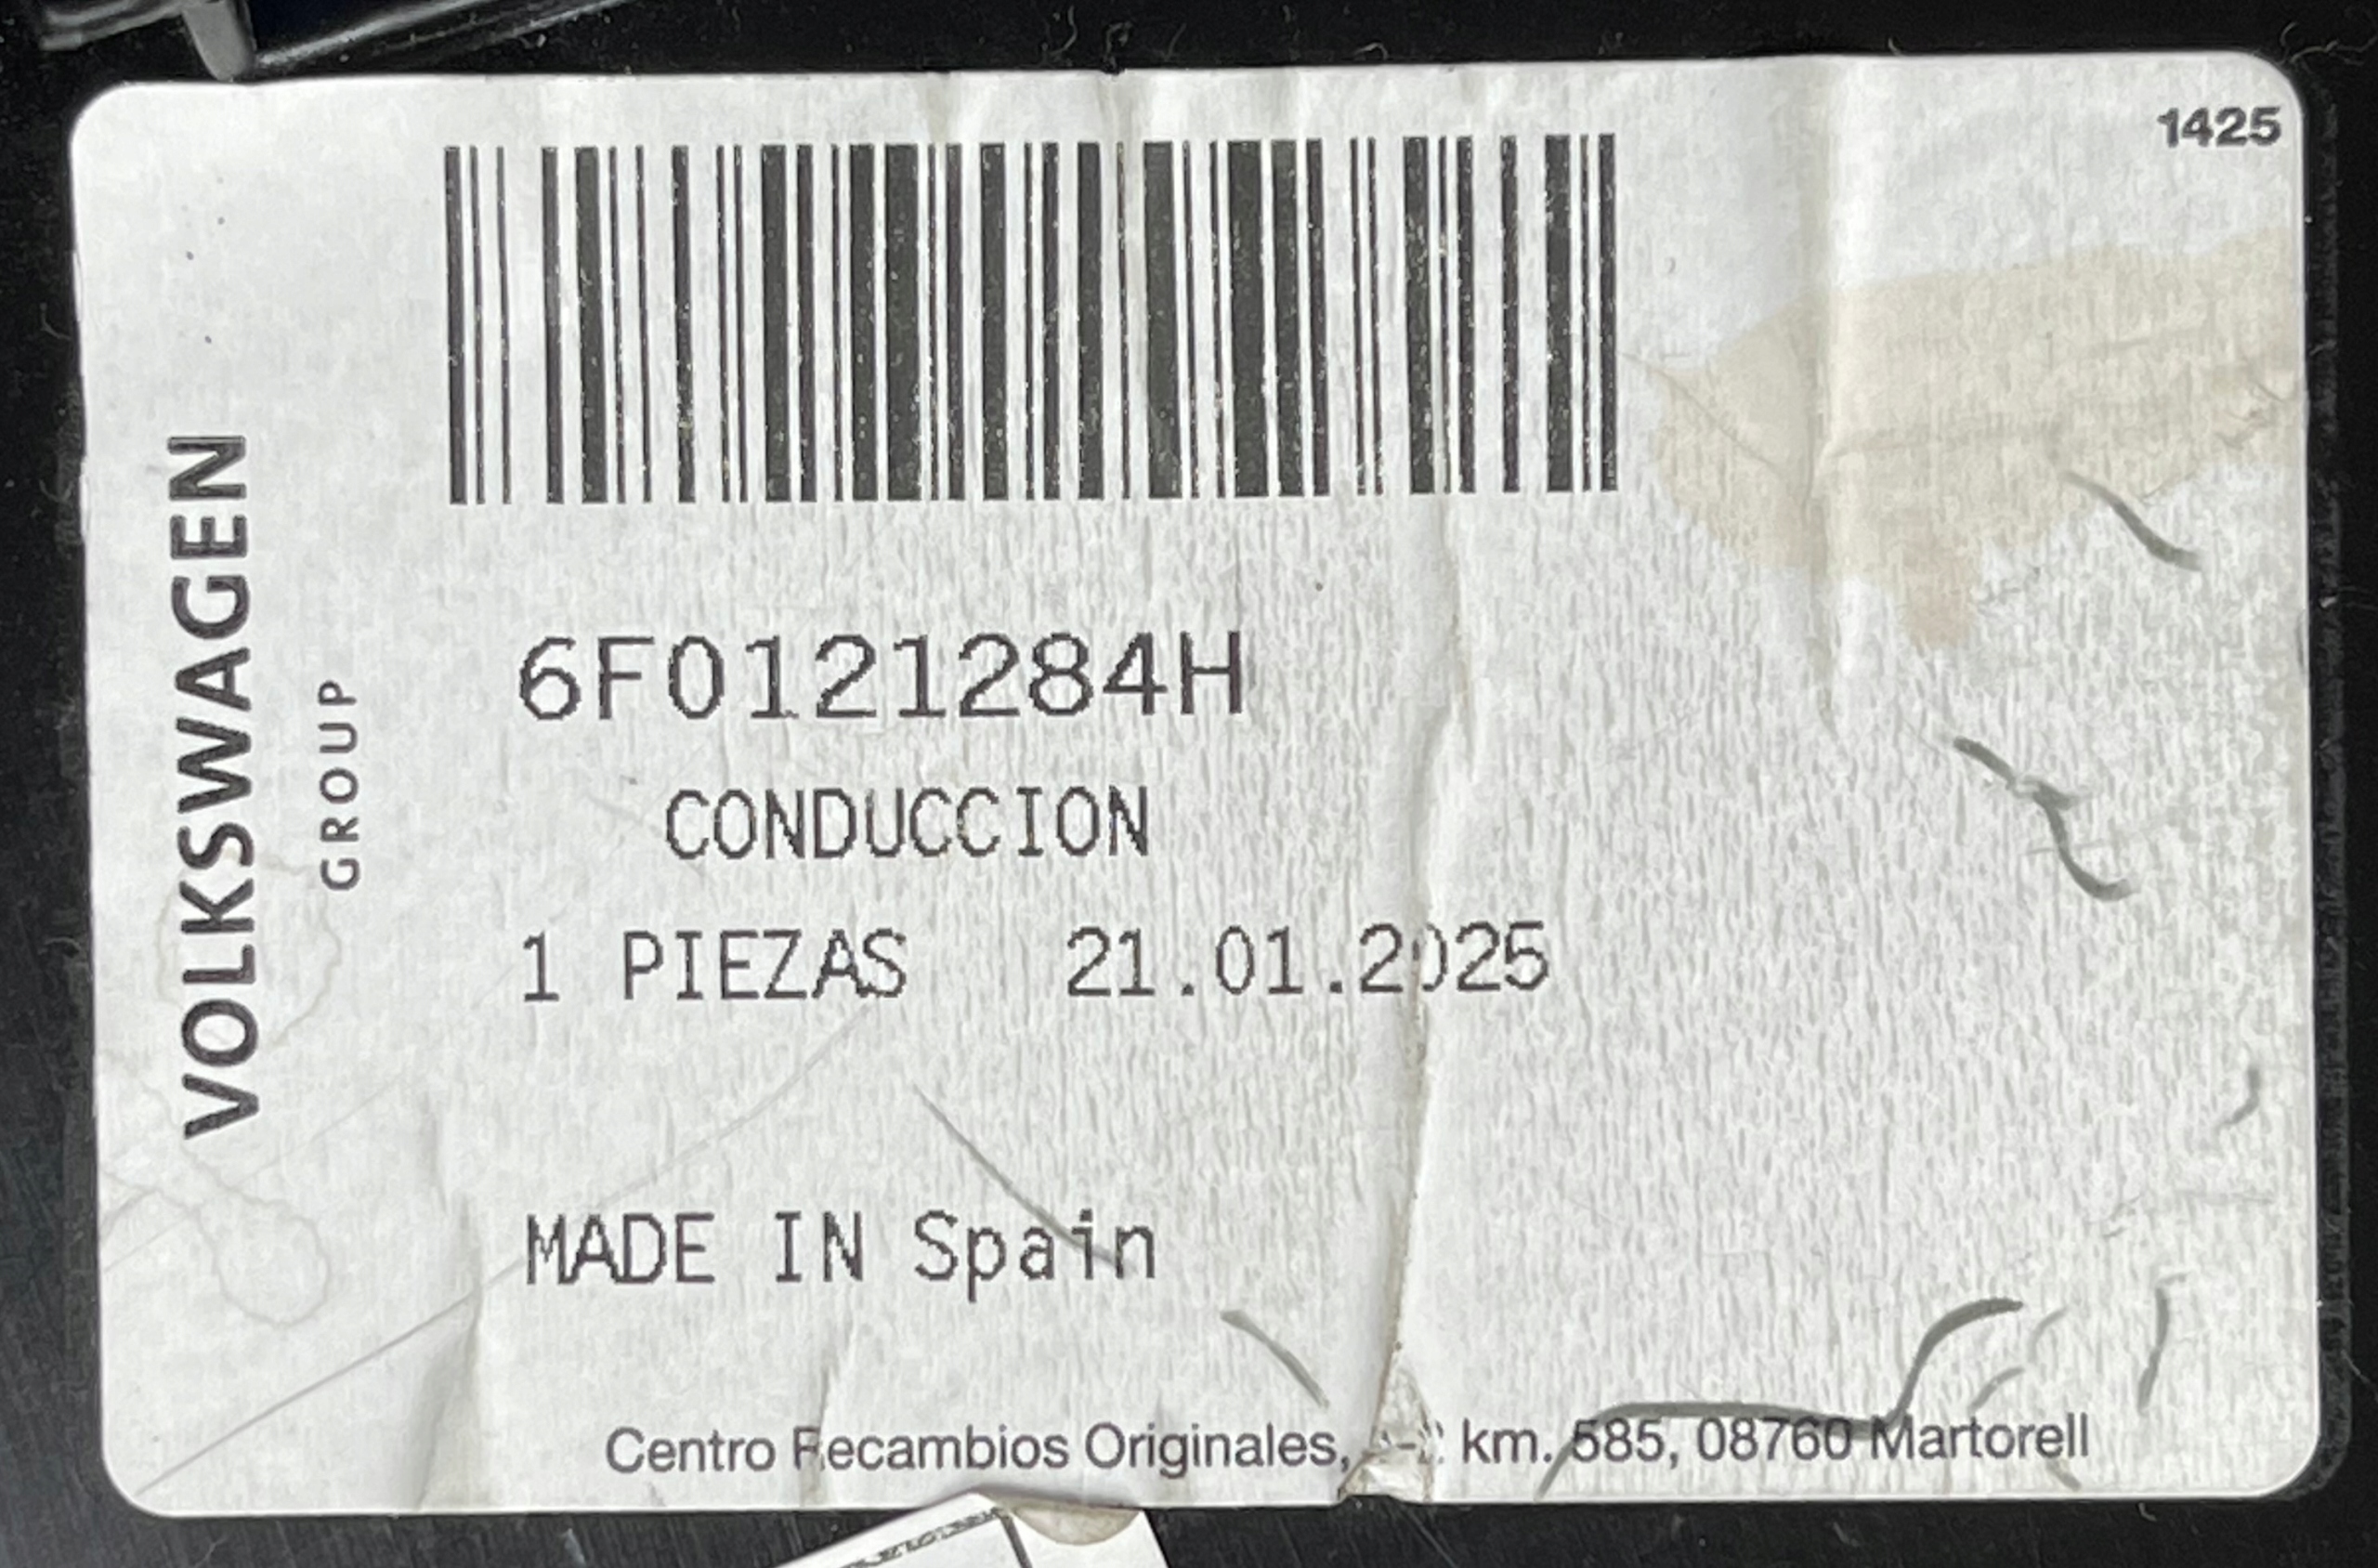 1425
VOLKSWAGEN
GROUP
6F0121284H
CONDUCCION
1 PIEZAS 21.01.2025
MADE IN Spain
Centro Recambios Originales, km. 585, 08760 Martorell